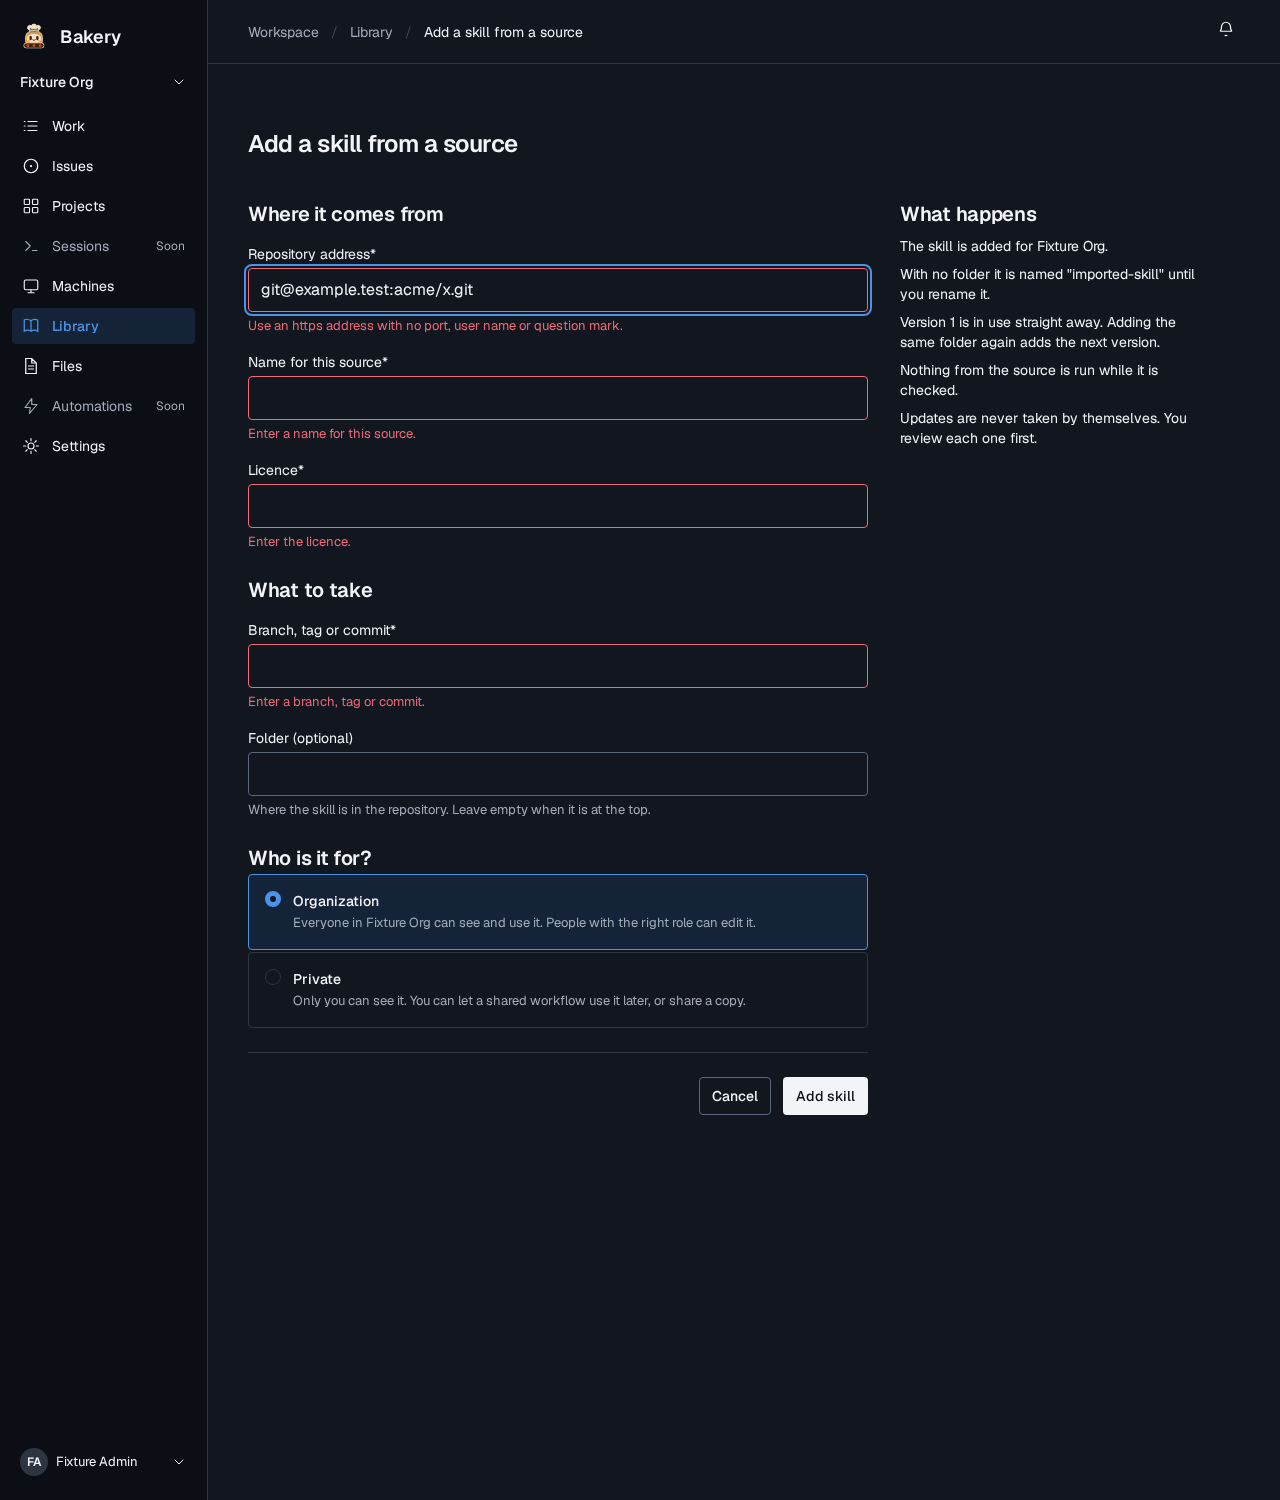 Bakery
Fixture Org
Work
Issues
Projects
Sessions Soon
Machines
Library
Files
Automations Soon
Settings
FA Fixture Admin
Workspace / Library / Add a skill from a source
Add a skill from a source
Where it comes from
Repository address*
git@example.test:acme/x.git
Use an https address with no port, user name or question mark.
Name for this source*
Enter a name for this source.
Licence*
Enter the licence.
What to take
Branch, tag or commit*
Enter a branch, tag or commit.
Folder (optional)
Where the skill is in the repository. Leave empty when it is at the top.
Who is it for?
Organization
Everyone in Fixture Org can see and use it. People with the right role can edit it.
Private
Only you can see it. You can let a shared workflow use it later, or share a copy.
Cancel Add skill
What happens
The skill is added for Fixture Org.
With no folder it is named "imported-skill" until
you rename it.
Version 1 is in use straight away. Adding the
same folder again adds the next version.
Nothing from the source is run while it is
checked.
Updates are never taken by themselves. You
review each one first.